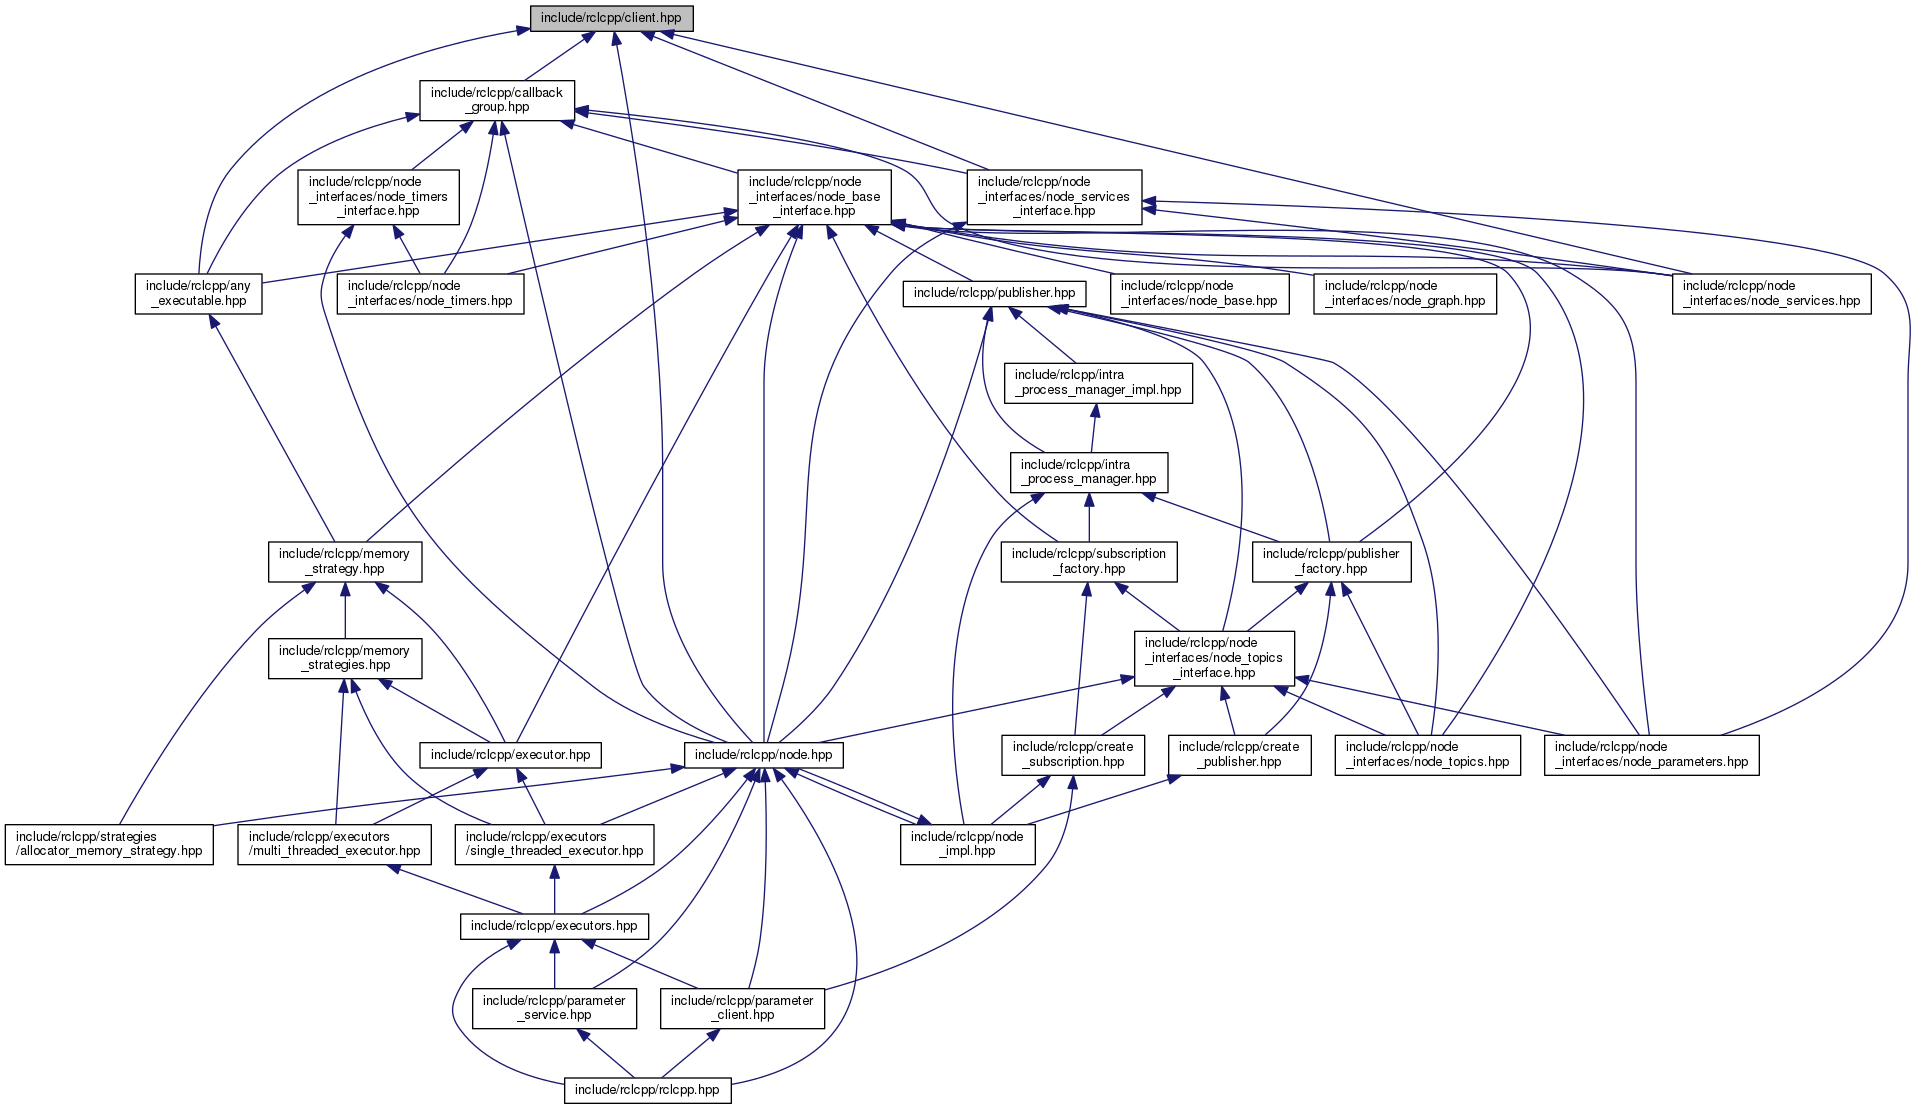 include/rclcpp/client.hpp
include/rclcpp/callback
_group.hpp
include/rclcpp/node
_interfaces/node_timers
_interface.hpp
include/rclcpp/node
_interfaces/node_base
_interface.hpp
include/rclcpp/node
_interfaces/node_services
_interface.hpp
include/rclcpp/any
_executable.hpp
include/rclcpp/node
_interfaces/node_timers.hpp
include/rclcpp/publisher.hpp
include/rclcpp/node
_interfaces/node_base.hpp
include/rclcpp/node
_interfaces/node_graph.hpp
include/rclcpp/node
_interfaces/node_services.hpp
include/rclcpp/intra
_process_manager_impl.hpp
include/rclcpp/intra
_process_manager.hpp
include/rclcpp/memory
_strategy.hpp
include/rclcpp/subscription
_factory.hpp
include/rclcpp/publisher
_factory.hpp
include/rclcpp/memory
_strategies.hpp
include/rclcpp/node
_interfaces/node_topics
_interface.hpp
include/rclcpp/executor.hpp
include/rclcpp/node.hpp
include/rclcpp/create
_subscription.hpp
include/rclcpp/create
_publisher.hpp
include/rclcpp/node
_interfaces/node_topics.hpp
include/rclcpp/node
_interfaces/node_parameters.hpp
include/rclcpp/strategies
/allocator_memory_strategy.hpp
include/rclcpp/executors
/multi_threaded_executor.hpp
include/rclcpp/executors
/single_threaded_executor.hpp
include/rclcpp/node
_impl.hpp
include/rclcpp/executors.hpp
include/rclcpp/parameter
_service.hpp
include/rclcpp/parameter
_client.hpp
include/rclcpp/rclcpp.hpp